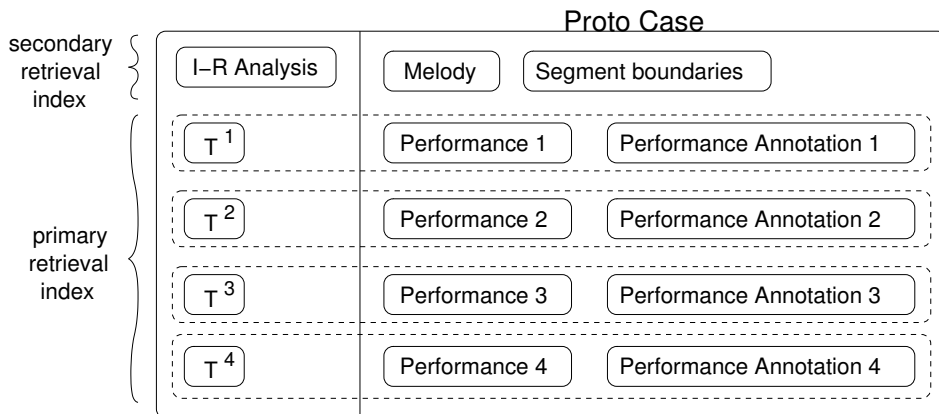 Proto Case
secondary
retrieval
index
I−R Analysis
Melody
Segment boundaries
primary
retrieval
index
T 1
Performance 1
Performance Annotation 1
T 2
Performance 2
Performance Annotation 2
T 3
Performance 3
Performance Annotation 3
T 4
Performance 4
Performance Annotation 4